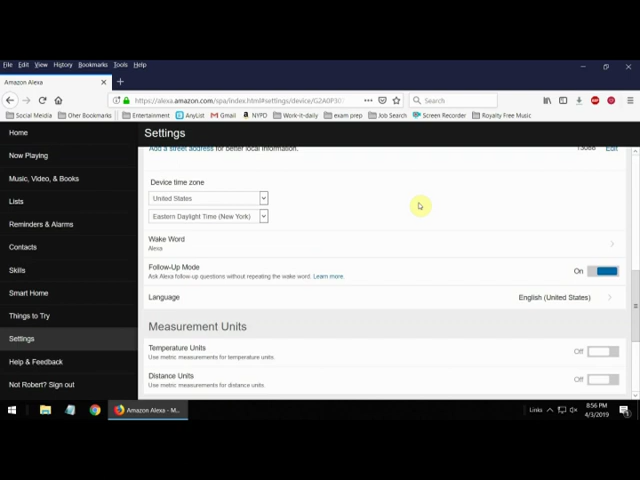 File Edit View History Bookmarks Tools Help
Amazon Alexa
https://alexa.amazon.com/spa/index.html#settings/device/G2A0P30
Search
Social Meidia Oher Bookmarks Entertainment AnyList Gmail NYPD Work-it-daily exam prep Job Search Screen Recorder Royalty Free Music
Home
Now Playing
Music, Video, & Books
Lists
Reminders & Alarms
Contacts
Skills
Smart Home
Things to Try
Settings
Help & Feedback
Not Robert? Sign out
Settings
Add a street address for better local information.
Edit
Device time zone
United States
Eastern Daylight Time (New York)
Wake Word
Alexa
Follow-Up Mode
Ask Alexa follow-up questions without repeating the wake word. Learn more.
On
Language
English (United States)
Measurement Units
Temperature Units
Use metric measurements for temperature units.
Off
Distance Units
Use metric measurements for distance units.
Off
Amazon Alexa - M...
Links
8:56 PM
4/3/2019